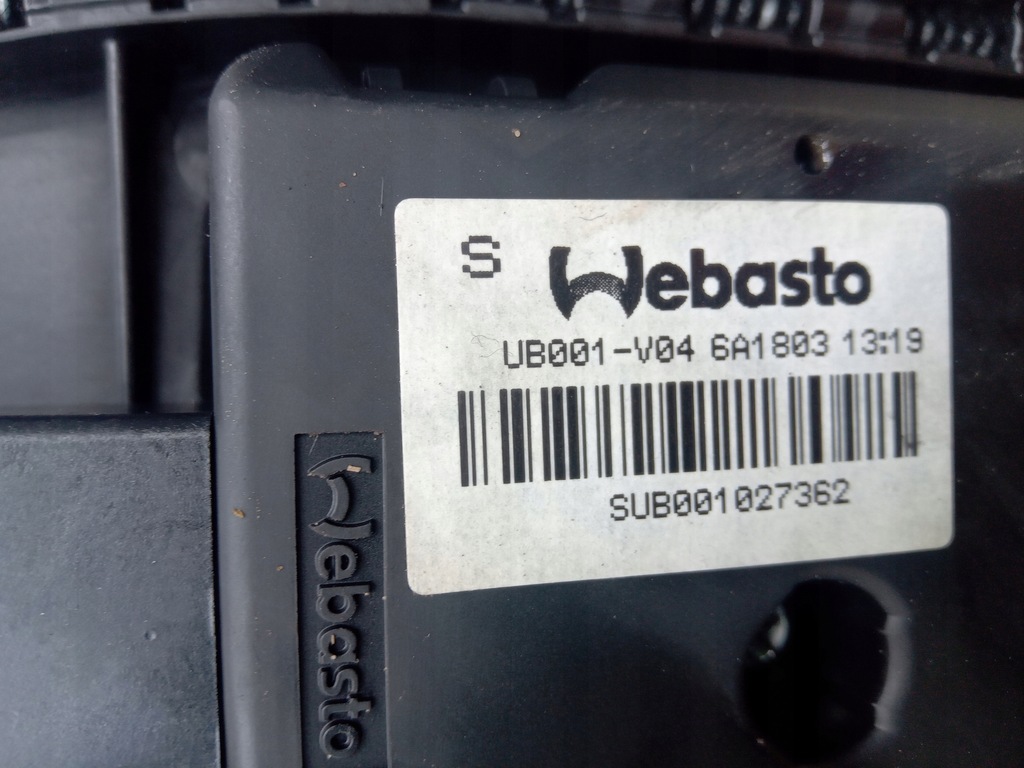 S Webasto
UB001-V04 6A1803 13:19
SUB001027362
Webasto